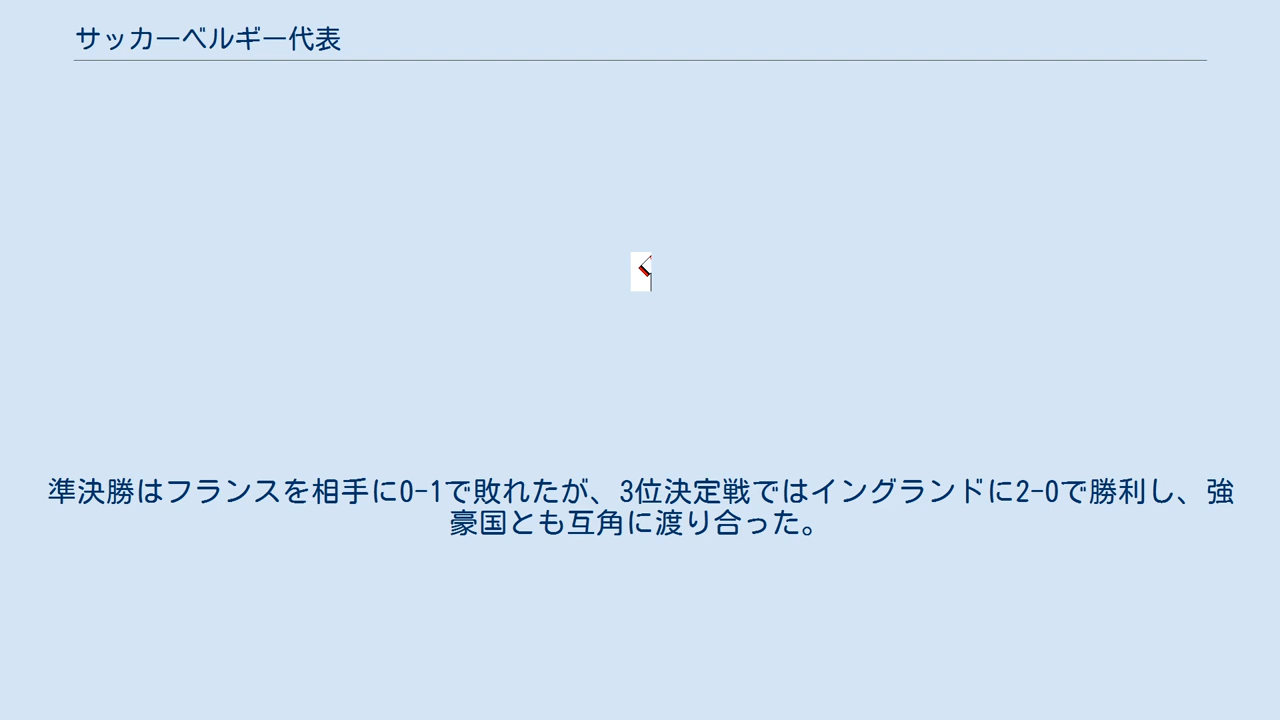 サッカーベルギー代表
準決勝はフランスを相手に0-1で敗れたが、3位決定戦ではイングランドに2-0で勝利し、強
豪国とも互角に渡り合った。